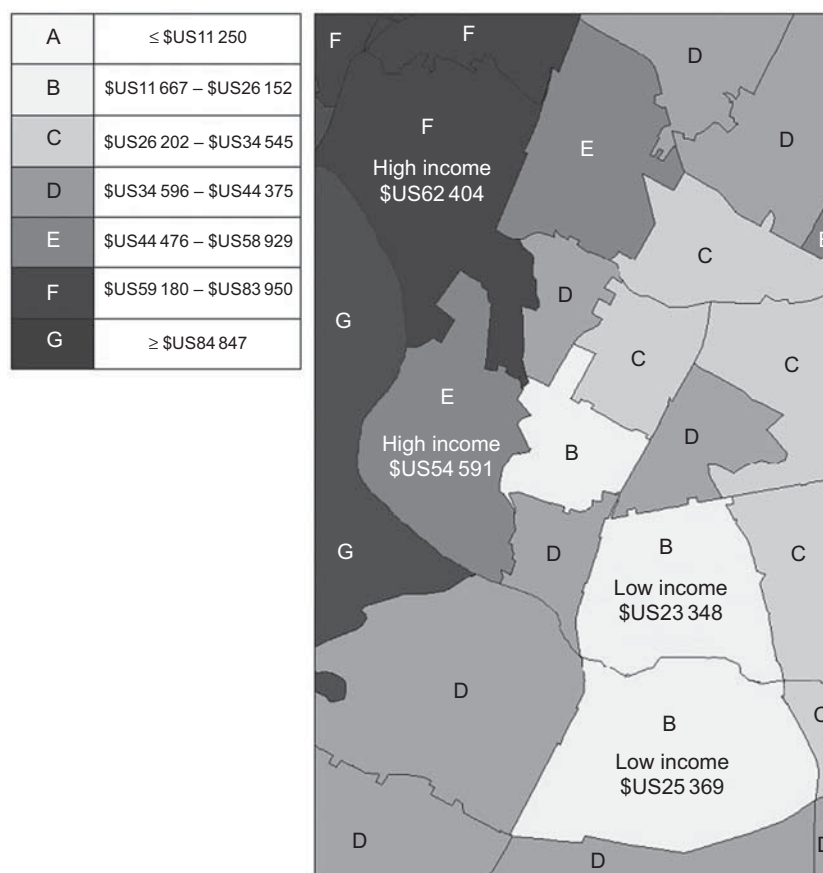 A ≤ $US11 250
B $US11 667 – $US26 152
C $US26 202 – $US34 545
D $US34 596 – $US44 375
E $US44 476 – $US58 929
F $US59 180 – $US83 950
G ≥ $US84 847
F
F
D
F
High income
$US62 404
E
D
E
C
D
G
C
C
E
High income
$US54 591
B
D
G
D
B
Low income
$US23 348
C
D
B
Low income
$US25 369
C
D
D
D